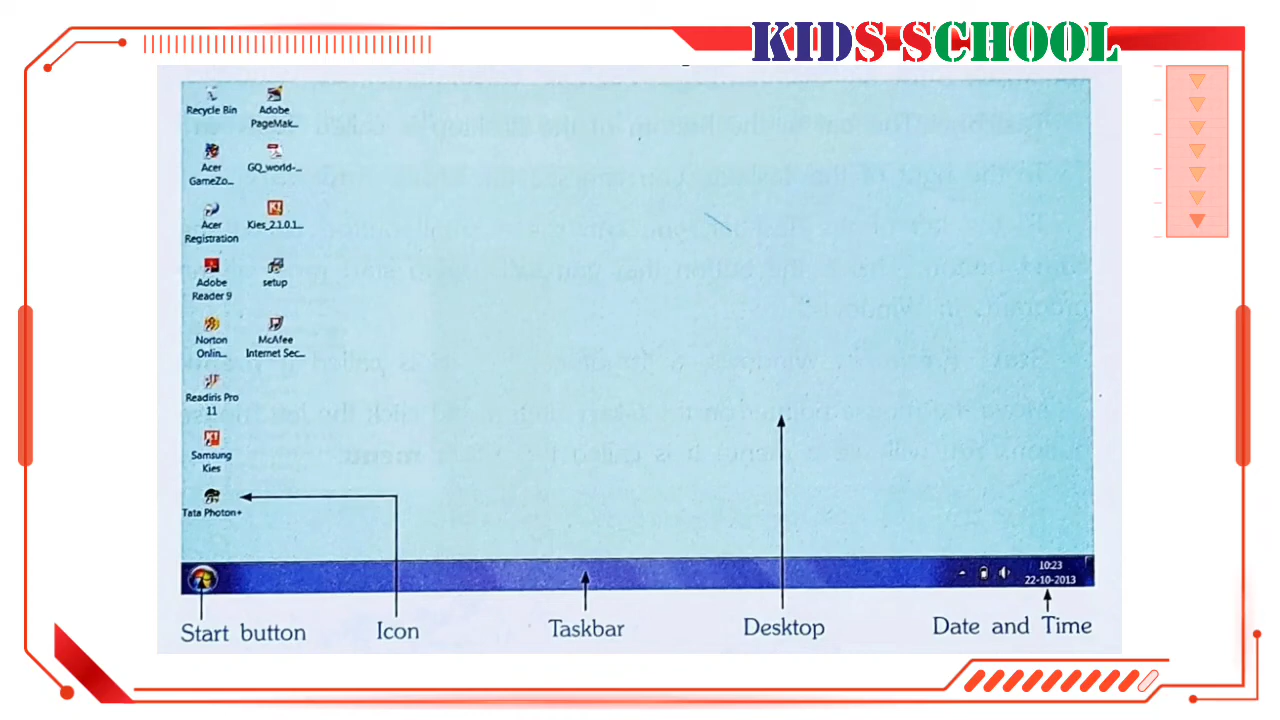 KIDS SCHOOL
Recycle Bin
Adobe
PageMak...
Acer
GameZo...
GQ_world-...
Acer
Registration
Kies_2.1.0.1...
Adobe
Reader 9
setup
Norton
Onlin...
McAfee
Internet Sec...
Readiris Pro
11
Samsung
Kies
Tata Photon+
10:23
22-10-2013
Start button
Icon
Taskbar
Desktop
Date and Time